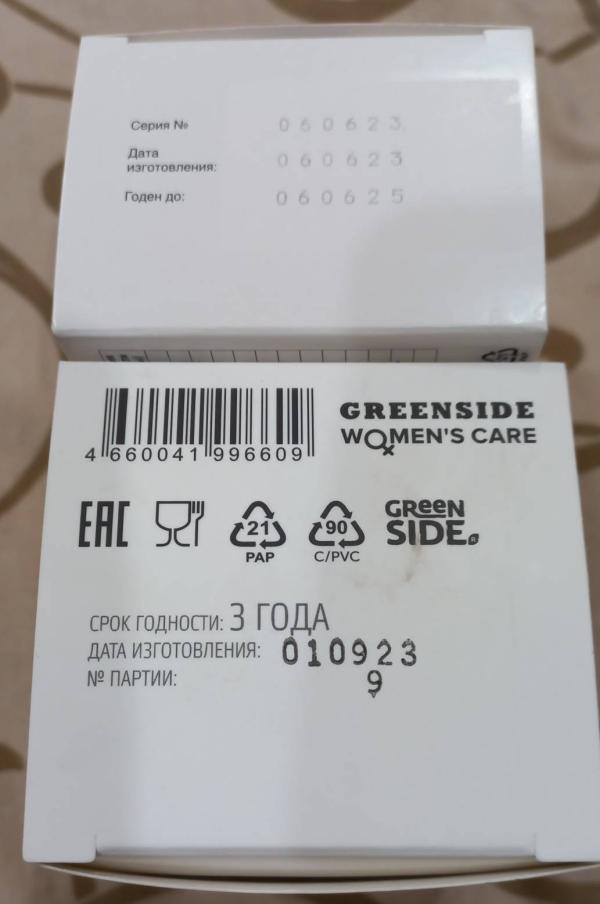 Серия №
060623
Дата
изготовления:
060623
Годен до:
060625
4 660041 996609
GREENSIDE
WOMEN'S CARE
EAC
21
PAP
90
C/PVC
GReeN
SIDE
СРОК ГОДНОСТИ: 3 ГОДА
ДАТА ИЗГОТОВЛЕНИЯ: 010923
№ ПАРТИИ: 9